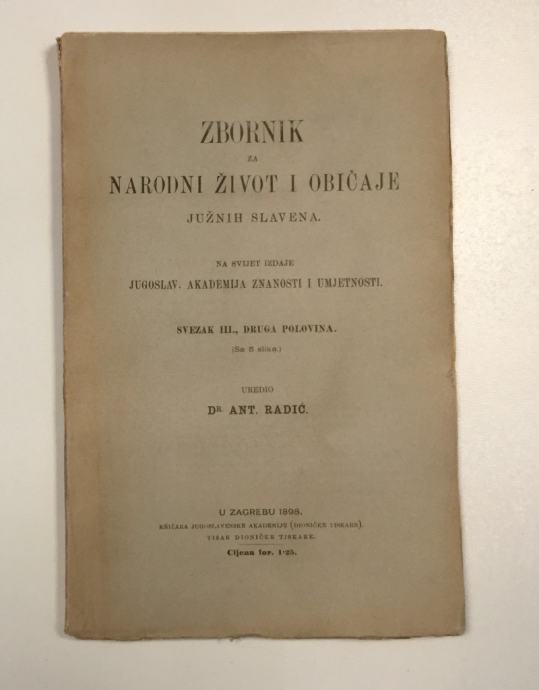 ZBORNIK
ZA
NARODNI ŽIVOT I OBIČAJE
JUŽNIH SLAVENA.
NA SVIJET IZDAJE
JUGOSLAV. AKADEMIJA ZNANOSTI I UMJETNOSTI.
SVEZAK III., DRUGA POLOVINA.
(Sa 5 slika.)
UREDIO
DR. ANT. RADIĆ.
U ZAGREBU 1898.
KŇIŽARA JUGOSLAVENSKE AKADEMIJE (DIONIČKE TISKARE).
TISAK DIONIČKE TISKARE.
Cijena for. 1·25.